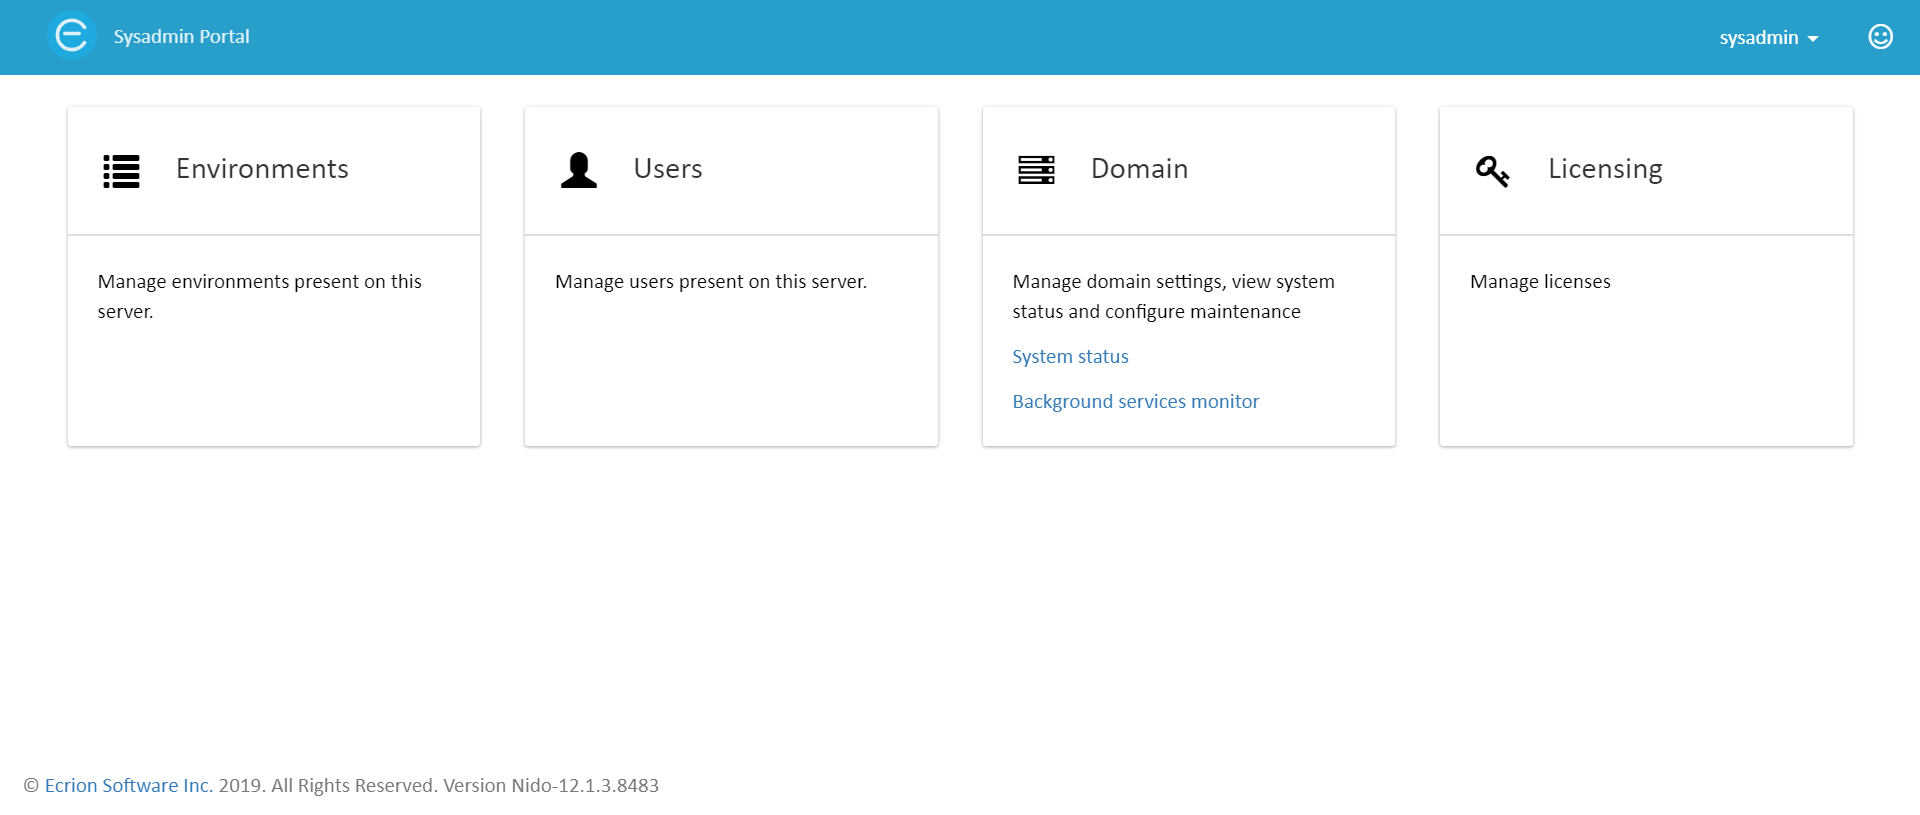 Sysadmin Portal
sysadmin
Environments
Manage environments present on this
server.
Users
Manage users present on this server.
Domain
Manage domain settings, view system
status and configure maintenance
System status
Background services monitor
Licensing
Manage licenses
© Ecrion Software Inc. 2019. All Rights Reserved. Version Nido-12.1.3.8483